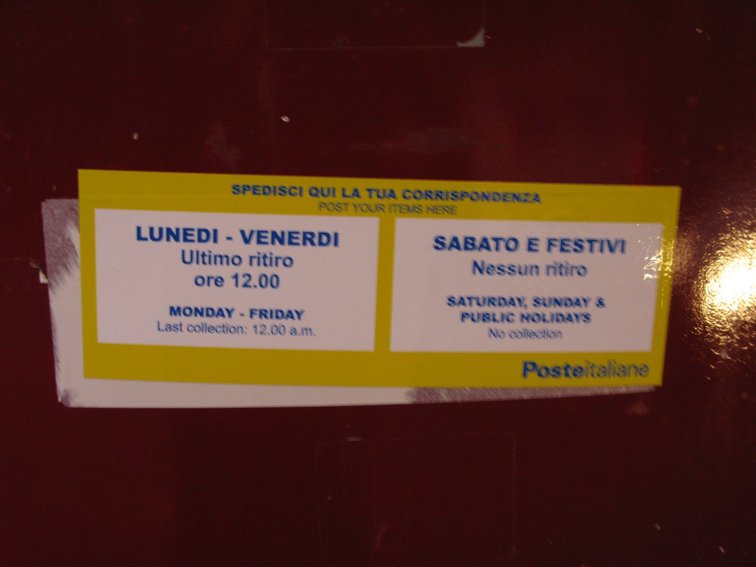 SPEDISCI QUI LA TUA CORRISPONDENZA
POST YOUR ITEMS HERE
LUNEDI - VENERDI
Ultimo ritiro
ore 12.00
MONDAY - FRIDAY
Last collection: 12.00 a.m.
SABATO E FESTIVI
Nessun ritiro
SATURDAY, SUNDAY &
PUBLIC HOLIDAYS
No collection
Posteitaliane